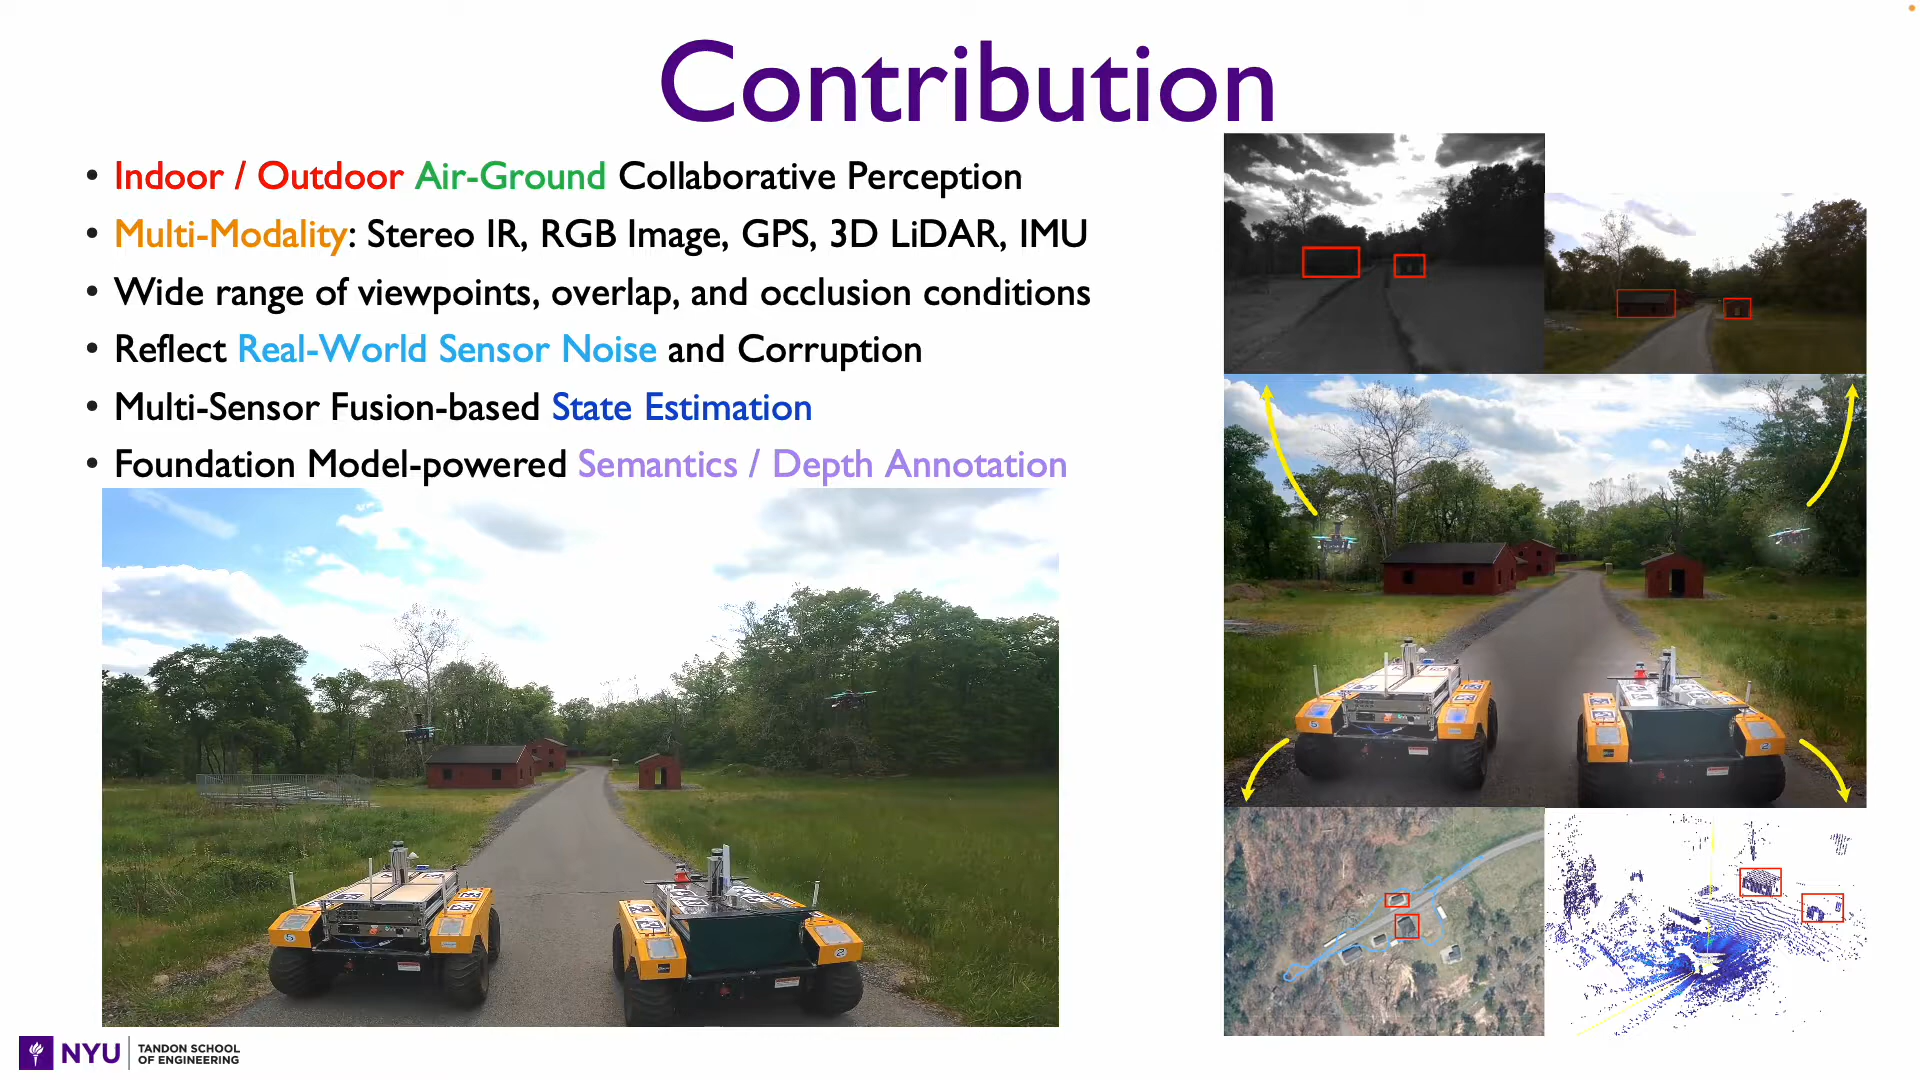 Contribution
• Indoor / Outdoor Air-Ground Collaborative Perception
• Multi-Modality: Stereo IR, RGB Image, GPS, 3D LiDAR, IMU
• Wide range of viewpoints, overlap, and occlusion conditions
• Reflect Real-World Sensor Noise and Corruption
• Multi-Sensor Fusion-based State Estimation
• Foundation Model-powered Semantics / Depth Annotation
NYU
TANDON SCHOOL
OF ENGINEERING